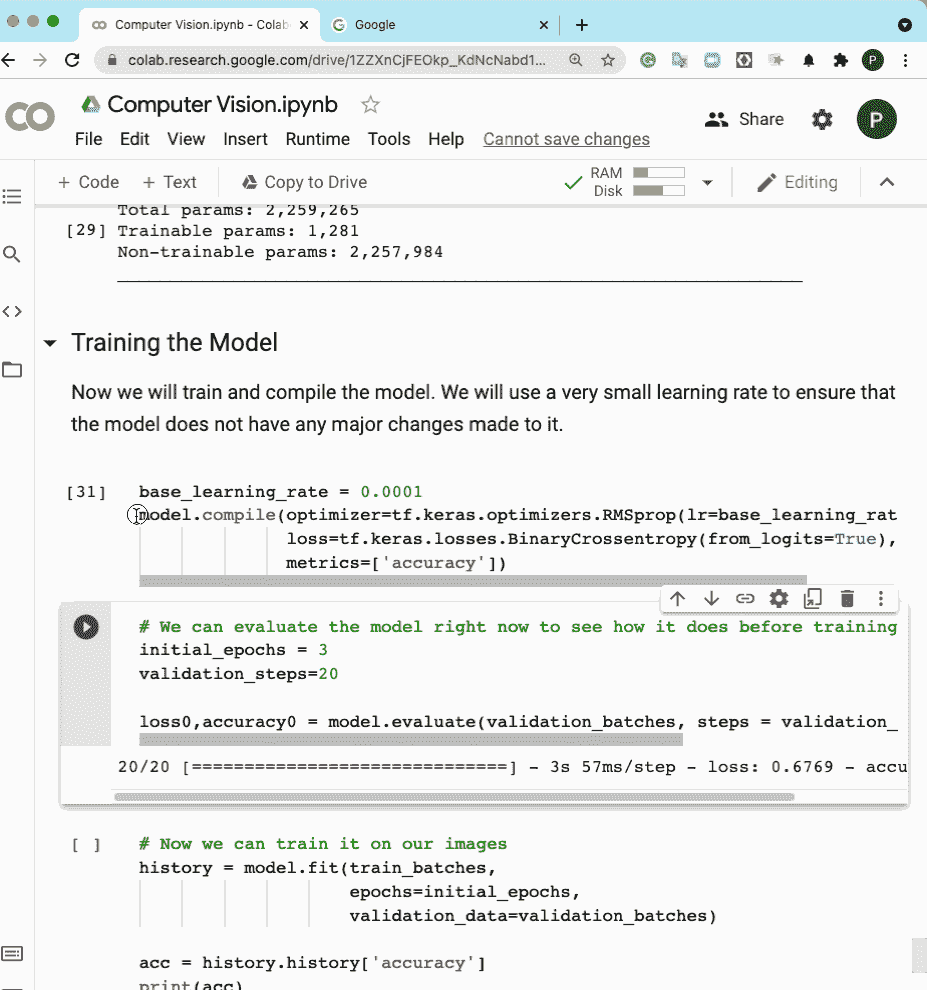 Computer Vision.ipynb - Colab
Google
colab.research.google.com/drive/1ZZXnCjFEOkp_KdNcNabd1...
P
Computer Vision.ipynb
Share
P
File Edit View Insert Runtime Tools Help Cannot save changes
+ Code + Text Copy to Drive
RAM
Disk
Editing
Total params: 2,259,265
[29] Trainable params: 1,281
Non-trainable params: 2,257,984
Training the Model
Now we will train and compile the model. We will use a very small learning rate to ensure that
the model does not have any major changes made to it.
[31] base_learning_rate = 0.0001
model.compile(optimizer=tf.keras.optimizers.RMSprop(lr=base_learning_rat
loss=tf.keras.losses.BinaryCrossentropy(from_logits=True),
metrics=['accuracy'])
# We can evaluate the model right now to see how it does before training
initial_epochs = 3
validation_steps=20
loss0,accuracy0 = model.evaluate(validation_batches, steps = validation_
20/20 [==============================] - 3s 57ms/step - loss: 0.6769 - accu
[ ] # Now we can train it on our images
history = model.fit(train_batches,
epochs=initial_epochs,
validation_data=validation_batches)
acc = history.history['accuracy']
print(acc)